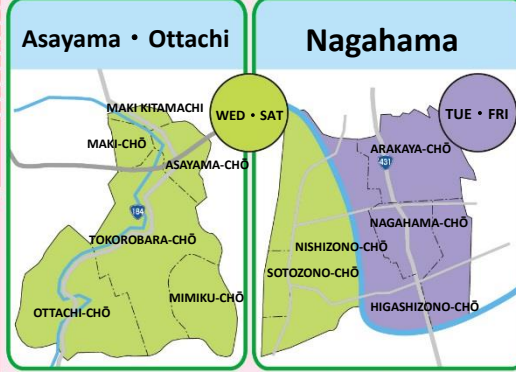 Asayama・Ottachi
WED・SAT
MAKI KITAMACHI
MAKI-CHŌ
ASAYAMA-CHŌ
184
TOKOROBARA-CHŌ
MIMIKU-CHŌ
OTTACHI-CHŌ
Nagahama
TUE・FRI
ARAKAYA-CHŌ
431
NAGAHAMA-CHŌ
NISHIZONO-CHŌ
SOTOZONO-CHŌ
HIGASHIZONO-CHŌ